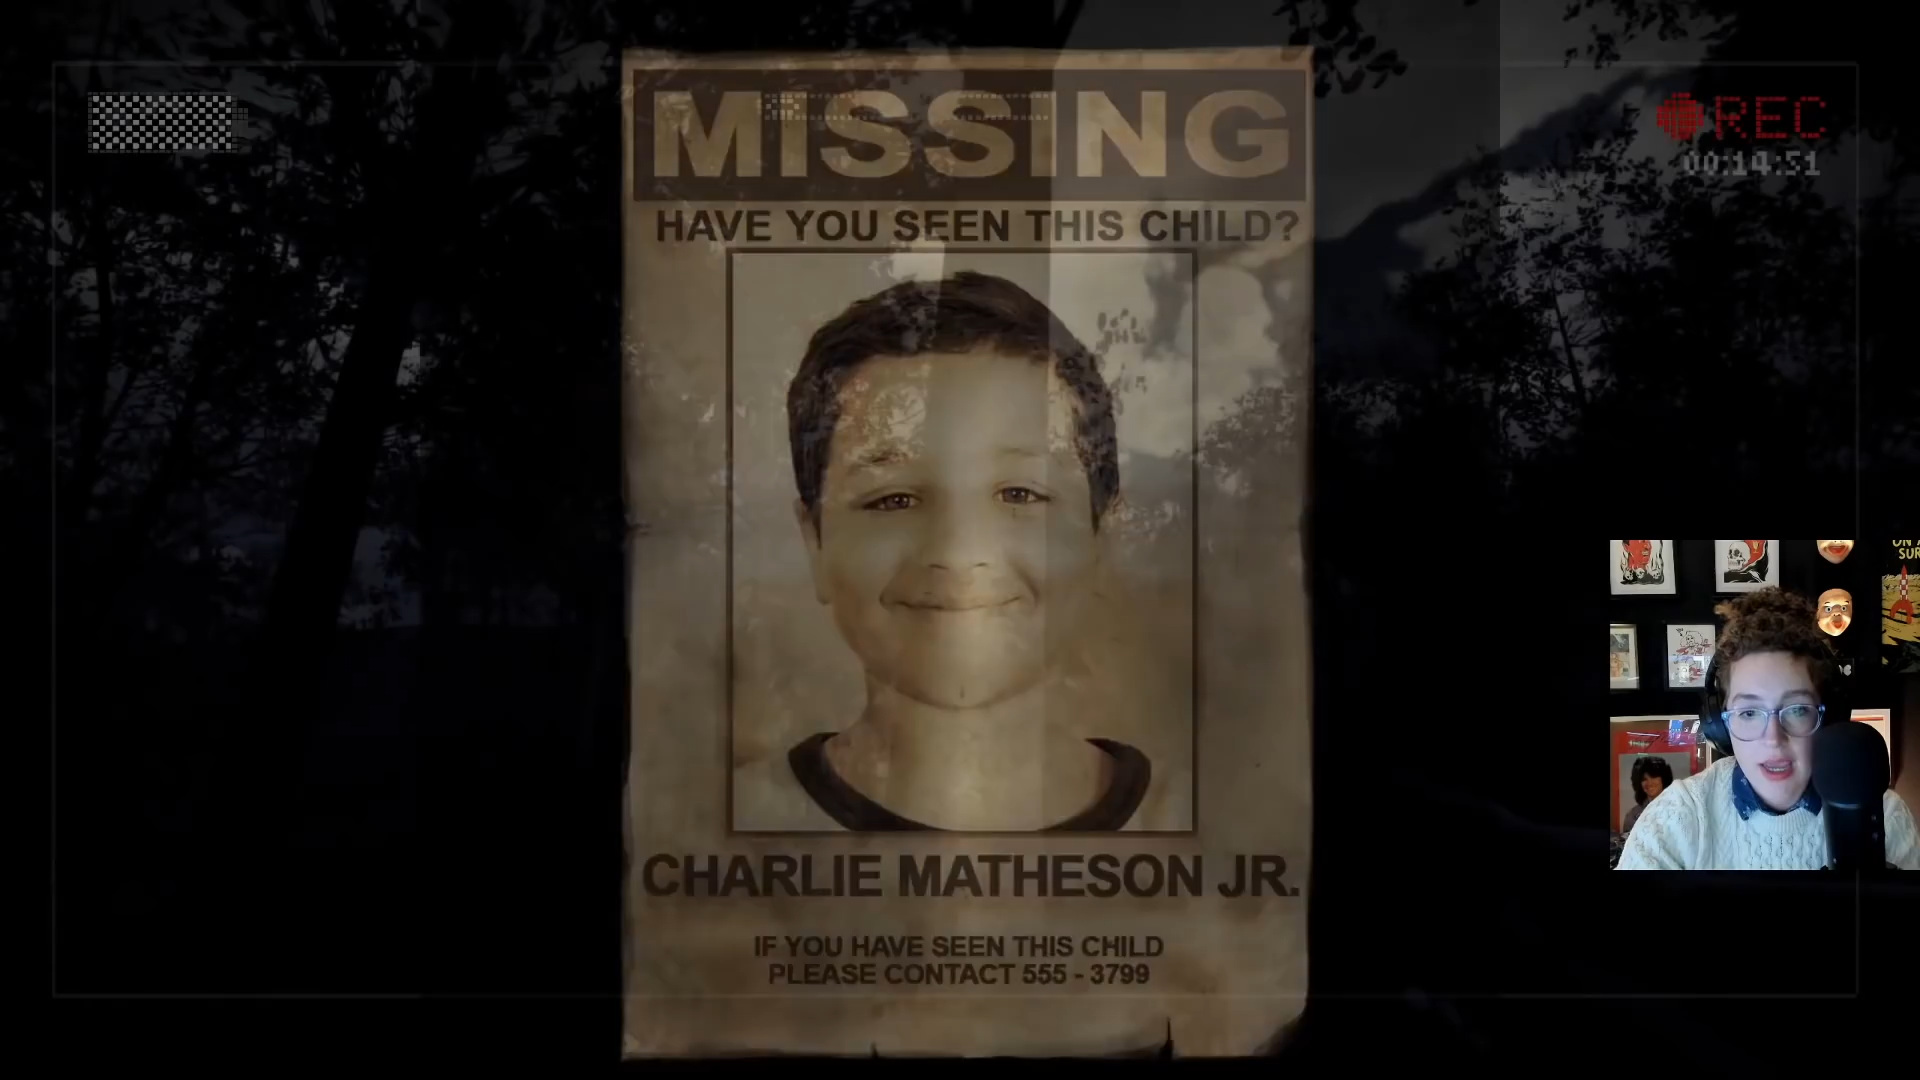 MISSING
REC
00:14:51
HAVE YOU SEEN THIS CHILD?
CHARLIE MATHESON JR.
IF YOU HAVE SEEN THIS CHILD
PLEASE CONTACT 555 - 3799
SUR